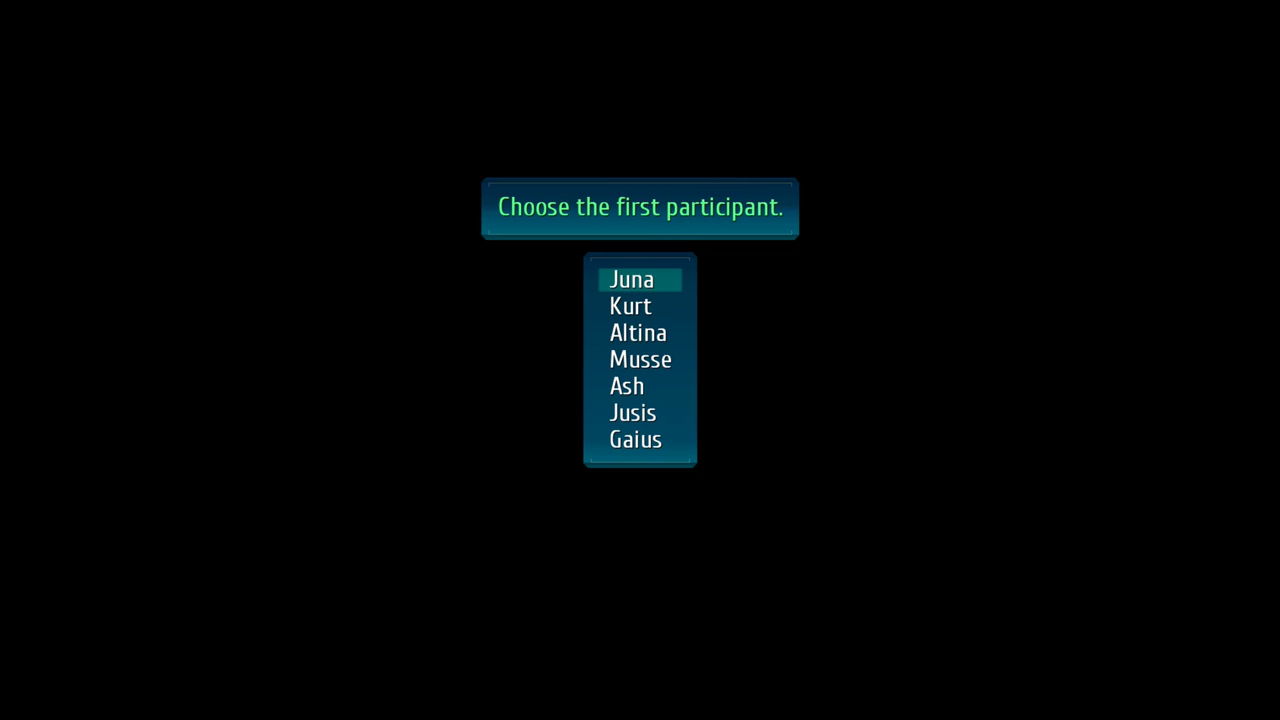 Choose the first participant.
Juna
Kurt
Altina
Musse
Ash
Jusis
Gaius